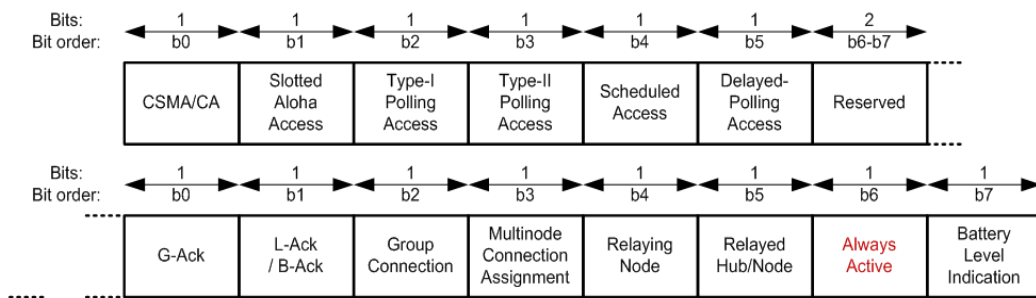 Bits: 1 1 1 1 1 1 2
Bit order: b0 b1 b2 b3 b4 b5 b6-b7
CSMA/CA
Slotted
Aloha
Access
Type-I
Polling
Access
Type-II
Polling
Access
Scheduled
Access
Delayed-
Polling
Access
Reserved
Bits: 1 1 1 1 1 1 1 1
Bit order: b0 b1 b2 b3 b4 b5 b6 b7
G-Ack
L-Ack
/ B-Ack
Group
Connection
Multinode
Connection
Assignment
Relaying
Node
Relayed
Hub/Node
Always
Active
Battery
Level
Indication